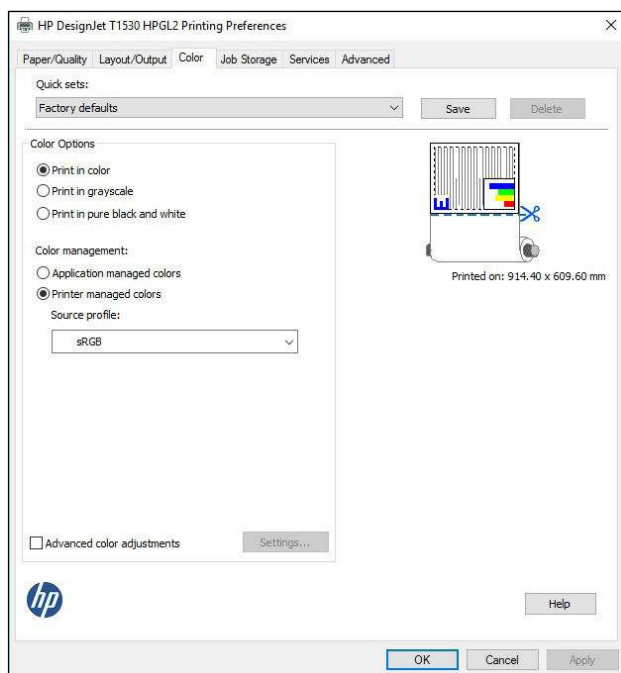 HP DesignJet T1530 HPGL2 Printing Preferences
Paper/Quality Layout/Output Color Job Storage Services Advanced
Quick sets:
Factory defaults
Save
Delete
Color Options
Print in color
Print in grayscale
Print in pure black and white
Color management:
Application managed colors
Printer managed colors
Source profile:
sRGB
Printed on: 914.40 x 609.60 mm
Advanced color adjustments
Settings...
hp
Help
OK
Cancel
Apply